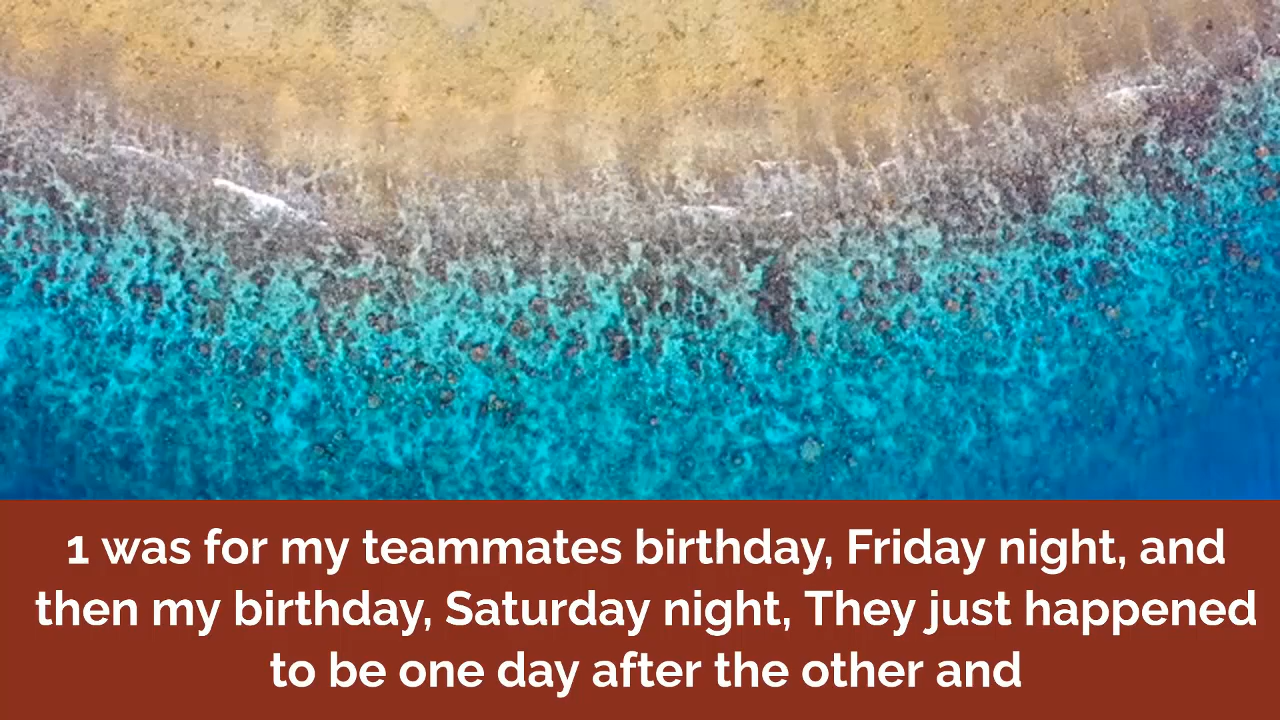 1 was for my teammates birthday, Friday night, and
then my birthday, Saturday night, They just happened
to be one day after the other and